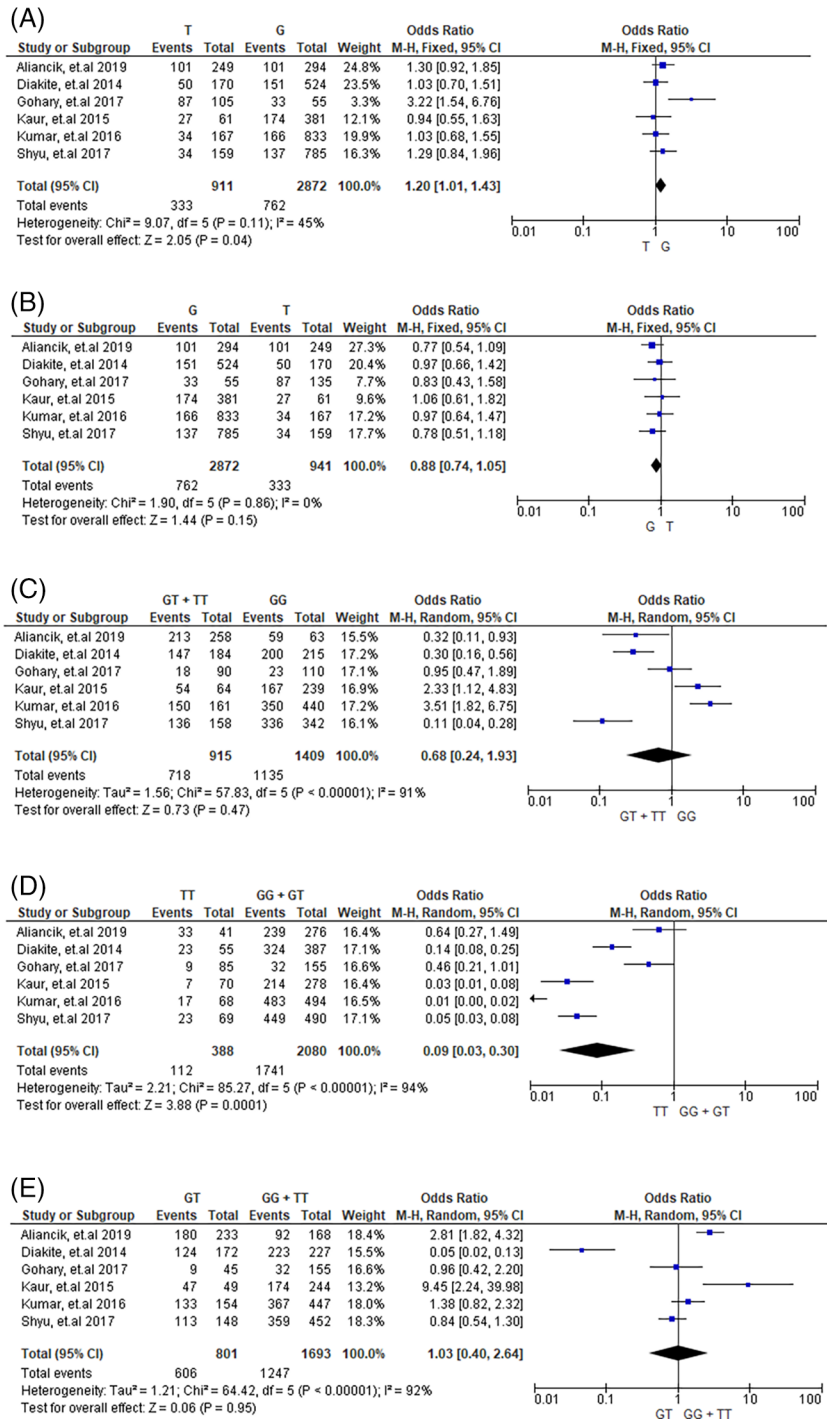 (A)
T G Odds Ratio Odds Ratio
Study or Subgroup Events Total Events Total Weight M-H, Fixed, 95% CI M-H, Fixed, 95% CI
Aliancik, et.al 2019 101 249 101 294 24.8% 1.30 [0.92, 1.85]
Diakite, et.al 2014 50 170 151 524 23.5% 1.03 [0.70, 1.51]
Gohary, et.al 2017 87 105 33 55 3.3% 3.22 [1.54, 6.76]
Kaur, et.al 2015 27 61 174 381 12.1% 0.94 [0.55, 1.63]
Kumar, et.al 2016 34 167 166 833 19.9% 1.03 [0.68, 1.55]
Shyu, et.al 2017 34 159 137 785 16.3% 1.29 [0.84, 1.96]
Total (95% CI) 911 2872 100.0% 1.20 [1.01, 1.43]
Total events 333 762
Heterogeneity: Chi² = 9.07, df = 5 (P = 0.11); I² = 45%
Test for overall effect: Z = 2.05 (P = 0.04)
0.01 0.1 1 10 100
T G
(B)
G T Odds Ratio Odds Ratio
Study or Subgroup Events Total Events Total Weight M-H, Fixed, 95% CI M-H, Fixed, 95% CI
Aliancik, et.al 2019 101 294 101 249 27.3% 0.77 [0.54, 1.09]
Diakite, et.al 2014 151 524 50 170 20.4% 0.97 [0.66, 1.42]
Gohary, et.al 2017 33 55 87 135 7.7% 0.83 [0.43, 1.58]
Kaur, et.al 2015 174 381 27 61 9.6% 1.06 [0.61, 1.82]
Kumar, et.al 2016 166 833 34 167 17.2% 0.97 [0.64, 1.47]
Shyu, et.al 2017 137 785 34 159 17.7% 0.78 [0.51, 1.18]
Total (95% CI) 2872 941 100.0% 0.88 [0.74, 1.05]
Total events 762 333
Heterogeneity: Chi² = 1.90, df = 5 (P = 0.86); I² = 0%
Test for overall effect: Z = 1.44 (P = 0.15)
0.01 0.1 1 10 100
G T
(C)
GT + TT GG Odds Ratio Odds Ratio
Study or Subgroup Events Total Events Total Weight M-H, Random, 95% CI M-H, Random, 95% CI
Aliancik, et.al 2019 213 258 59 63 15.5% 0.32 [0.11, 0.93]
Diakite, et.al 2014 147 184 200 215 17.2% 0.30 [0.16, 0.56]
Gohary, et.al 2017 18 90 23 110 17.1% 0.95 [0.47, 1.89]
Kaur, et.al 2015 54 64 167 239 16.9% 2.33 [1.12, 4.83]
Kumar, et.al 2016 150 161 350 440 17.2% 3.51 [1.82, 6.75]
Shyu, et.al 2017 136 158 336 342 16.1% 0.11 [0.04, 0.28]
Total (95% CI) 915 1409 100.0% 0.68 [0.24, 1.93]
Total events 718 1135
Heterogeneity: Tau² = 1.56; Chi² = 57.83, df = 5 (P < 0.00001); I² = 91%
Test for overall effect: Z = 0.73 (P = 0.47)
0.01 0.1 1 10 100
GT + TT GG
(D)
TT GG + GT Odds Ratio Odds Ratio
Study or Subgroup Events Total Events Total Weight M-H, Random, 95% CI M-H, Random, 95% CI
Aliancik, et.al 2019 33 41 239 276 16.4% 0.64 [0.27, 1.49]
Diakite, et.al 2014 23 55 324 387 17.1% 0.14 [0.08, 0.25]
Gohary, et.al 2017 9 85 32 155 16.6% 0.46 [0.21, 1.01]
Kaur, et.al 2015 7 70 214 278 16.4% 0.03 [0.01, 0.08]
Kumar, et.al 2016 17 68 483 494 16.5% 0.01 [0.00, 0.02]
Shyu, et.al 2017 23 69 449 490 17.1% 0.05 [0.03, 0.08]
Total (95% CI) 388 2080 100.0% 0.09 [0.03, 0.30]
Total events 112 1741
Heterogeneity: Tau² = 2.21; Chi² = 85.27, df = 5 (P < 0.00001); I² = 94%
Test for overall effect: Z = 3.88 (P = 0.0001)
0.01 0.1 1 10 100
TT GG + GT
(E)
GT GG + TT Odds Ratio Odds Ratio
Study or Subgroup Events Total Events Total Weight M-H, Random, 95% CI M-H, Random, 95% CI
Aliancik, et.al 2019 180 233 92 168 18.4% 2.81 [1.82, 4.32]
Diakite, et.al 2014 124 172 223 227 15.5% 0.05 [0.02, 0.13]
Gohary, et.al 2017 9 45 32 155 16.6% 0.96 [0.42, 2.20]
Kaur, et.al 2015 47 49 174 244 13.2% 9.45 [2.24, 39.98]
Kumar, et.al 2016 133 154 367 447 18.0% 1.38 [0.82, 2.32]
Shyu, et.al 2017 113 148 359 452 18.3% 0.84 [0.54, 1.30]
Total (95% CI) 801 1693 100.0% 1.03 [0.40, 2.64]
Total events 606 1247
Heterogeneity: Tau² = 1.21; Chi² = 64.42, df = 5 (P < 0.00001); I² = 92%
Test for overall effect: Z = 0.06 (P = 0.95)
0.01 0.1 1 10 100
GT GG + TT